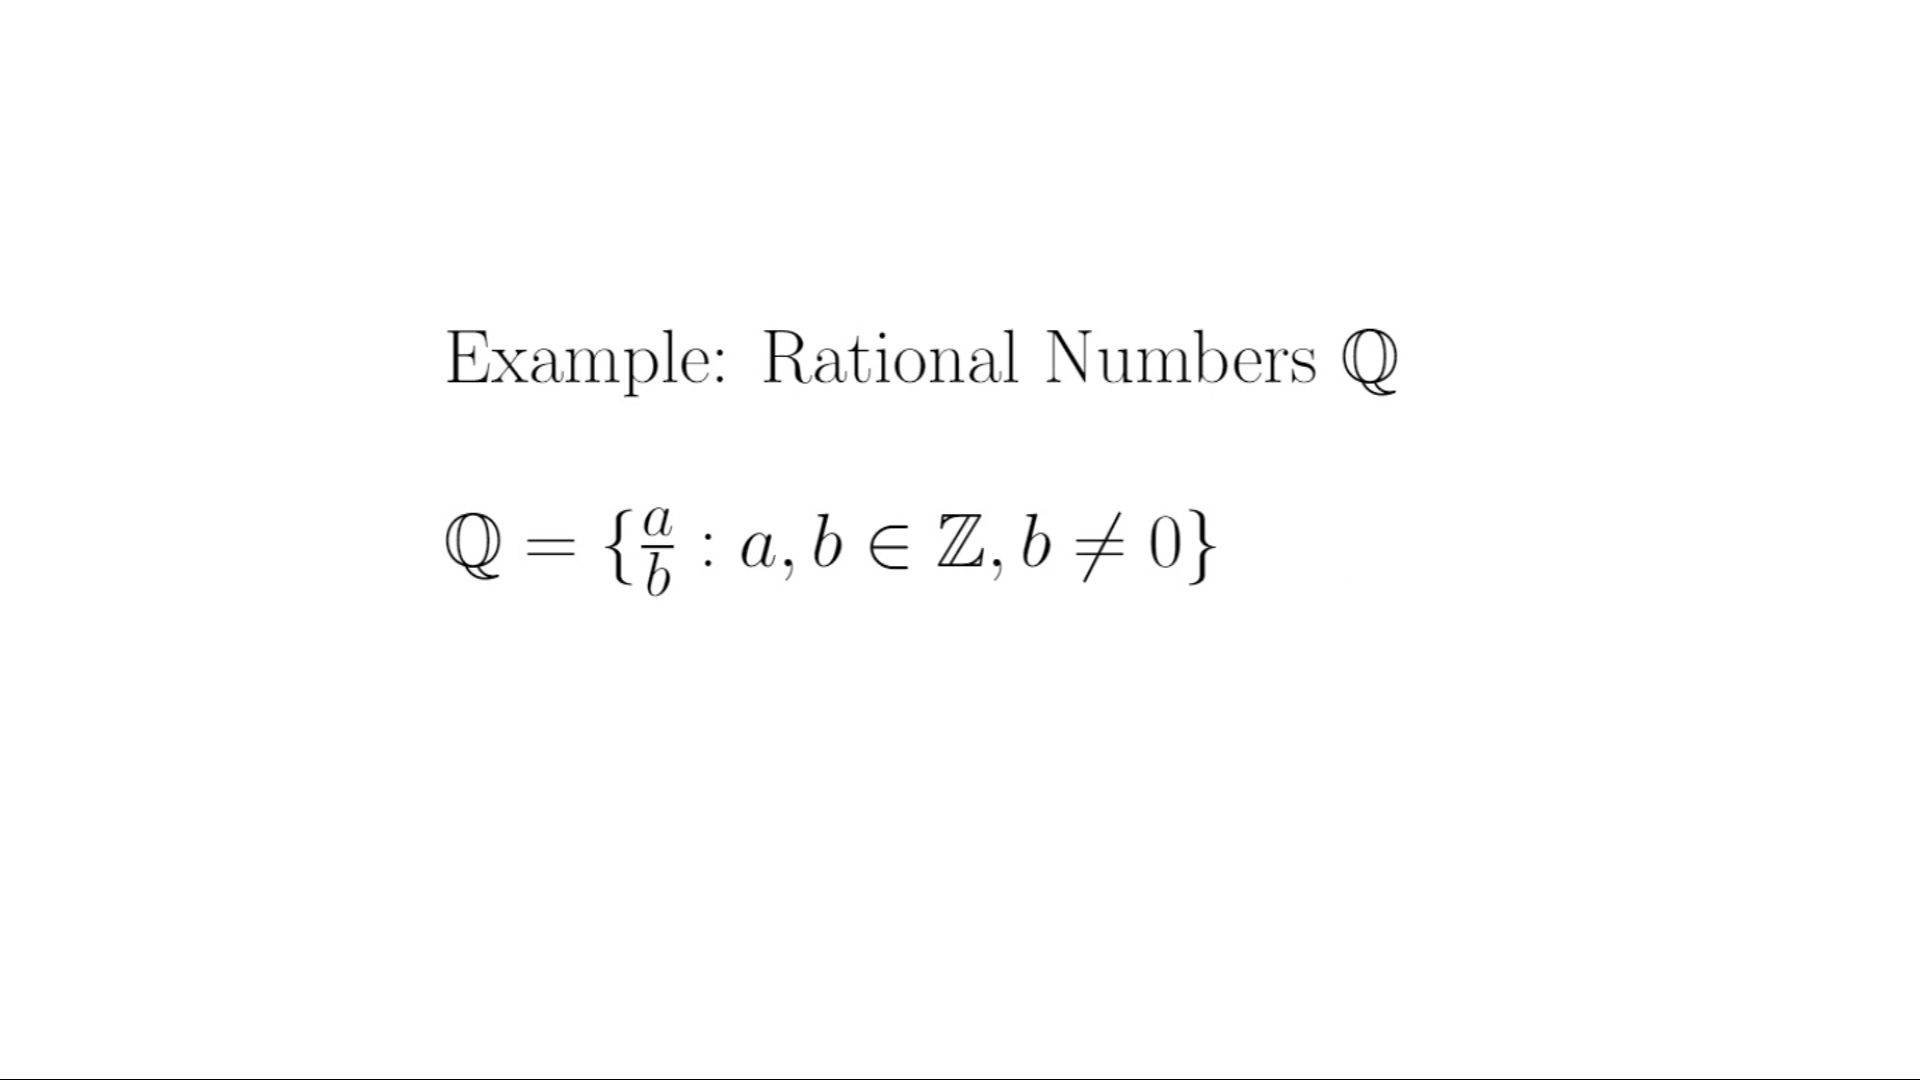 Example: Rational Numbers ℚ
ℚ = {a/b : a, b ∈ ℤ, b ≠ 0}